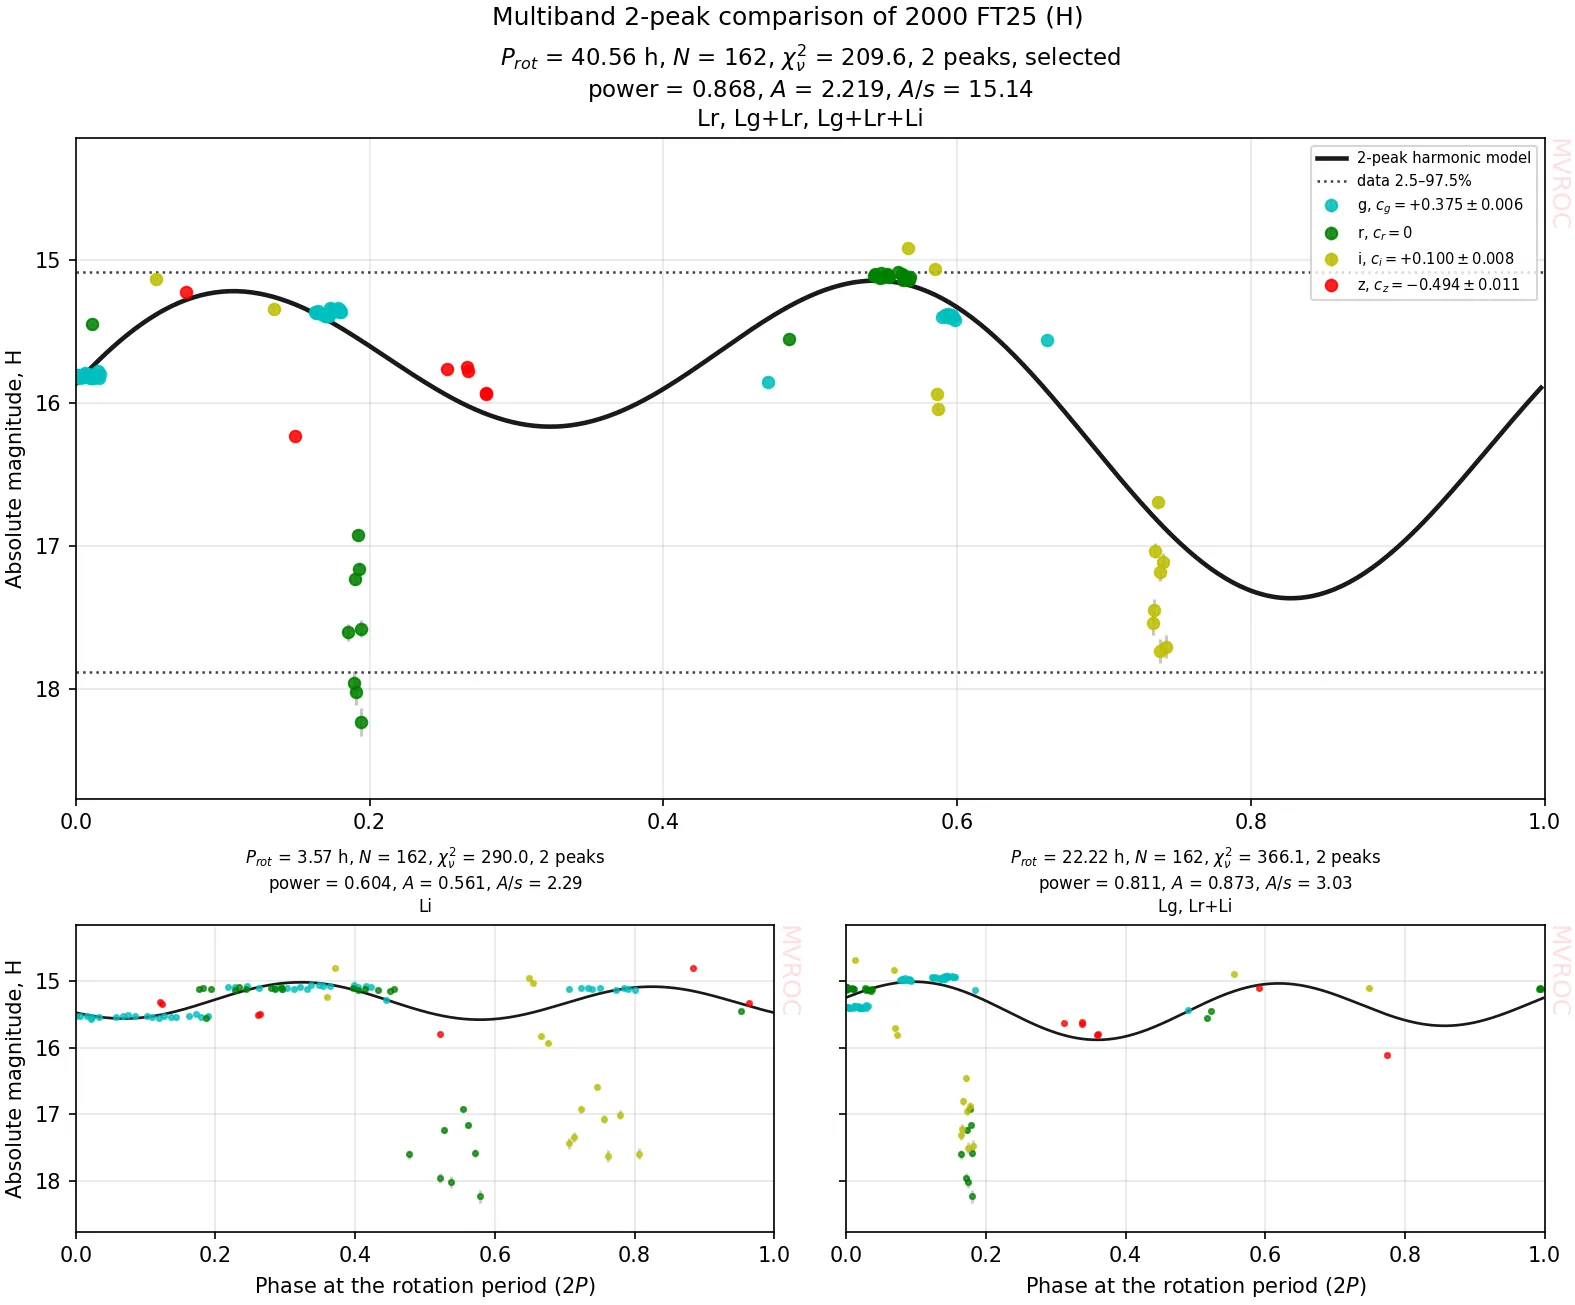 Multiband 2-peak comparison of 2000 FT25 (H)
P_rot = 40.56 h, N = 162, χ²_ν = 209.6, 2 peaks, selected
power = 0.868, A = 2.219, A/s = 15.14
Lr, Lg+Lr, Lg+Lr+Li
2-peak harmonic model
data 2.5–97.5%
g, c_g = +0.375 ± 0.006
r, c_r = 0
i, c_i = +0.100 ± 0.008
z, c_z = −0.494 ± 0.011
MVROC
Absolute magnitude, H
15
16
17
18
0.0 0.2 0.4 0.6 0.8 1.0
P_rot = 3.57 h, N = 162, χ²_ν = 290.0, 2 peaks
power = 0.604, A = 0.561, A/s = 2.29
Li
MVROC
Absolute magnitude, H
15
16
17
18
0.0 0.2 0.4 0.6 0.8 1.0
Phase at the rotation period (2P)
P_rot = 22.22 h, N = 162, χ²_ν = 366.1, 2 peaks
power = 0.811, A = 0.873, A/s = 3.03
Lg, Lr+Li
MVROC
0.0 0.2 0.4 0.6 0.8 1.0
Phase at the rotation period (2P)